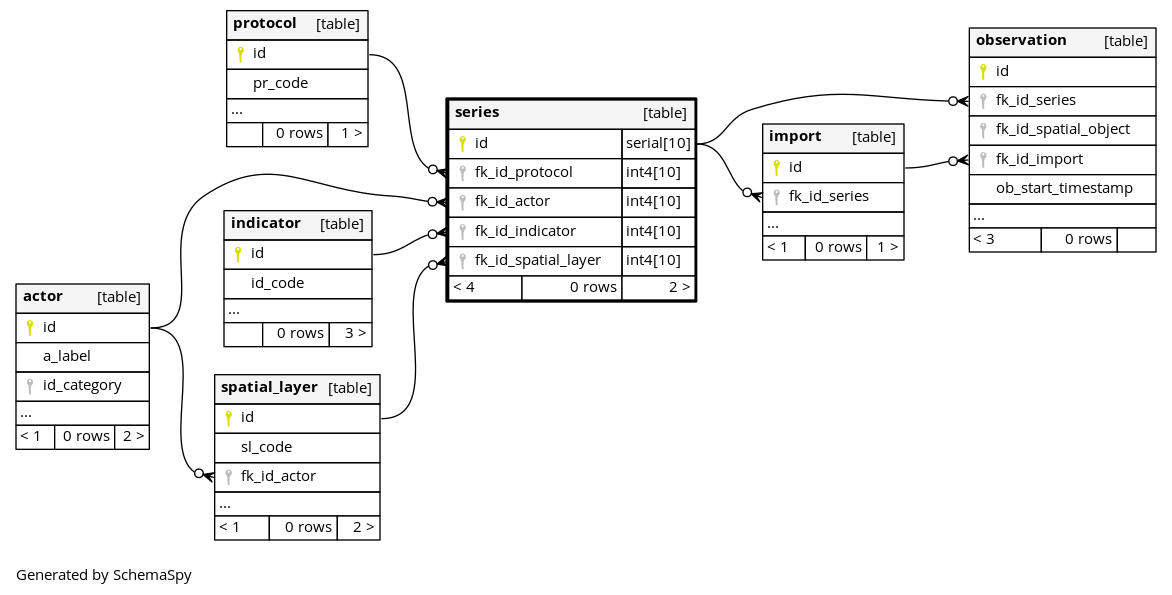 protocol [table]
id
pr_code
...
0 rows 1 >
series [table]
id serial[10]
fk_id_protocol int4[10]
fk_id_actor int4[10]
fk_id_indicator int4[10]
fk_id_spatial_layer int4[10]
< 4 0 rows 2 >
observation [table]
id
fk_id_series
fk_id_spatial_object
fk_id_import
ob_start_timestamp
...
< 3 0 rows
import [table]
id
fk_id_series
...
< 1 0 rows 1 >
indicator [table]
id
id_code
...
0 rows 3 >
actor [table]
id
a_label
id_category
...
< 1 0 rows 2 >
spatial_layer [table]
id
sl_code
fk_id_actor
...
< 1 0 rows 2 >
Generated by SchemaSpy